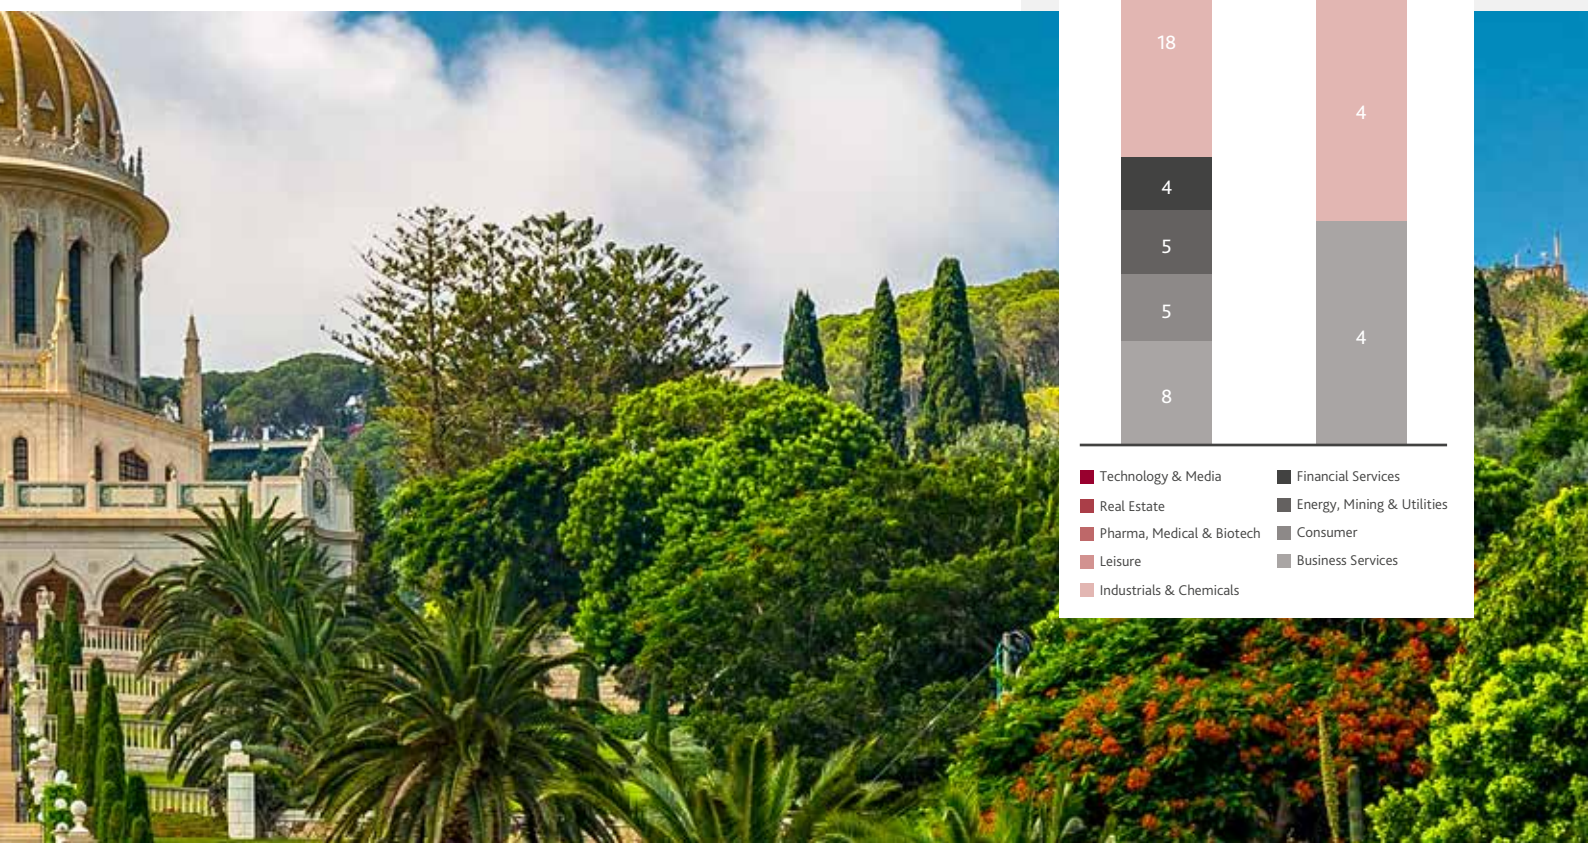 18
4
4
5
5
4
8
Technology & Media
Real Estate
Pharma, Medical & Biotech
Leisure
Industrials & Chemicals
Financial Services
Energy, Mining & Utilities
Consumer
Business Services